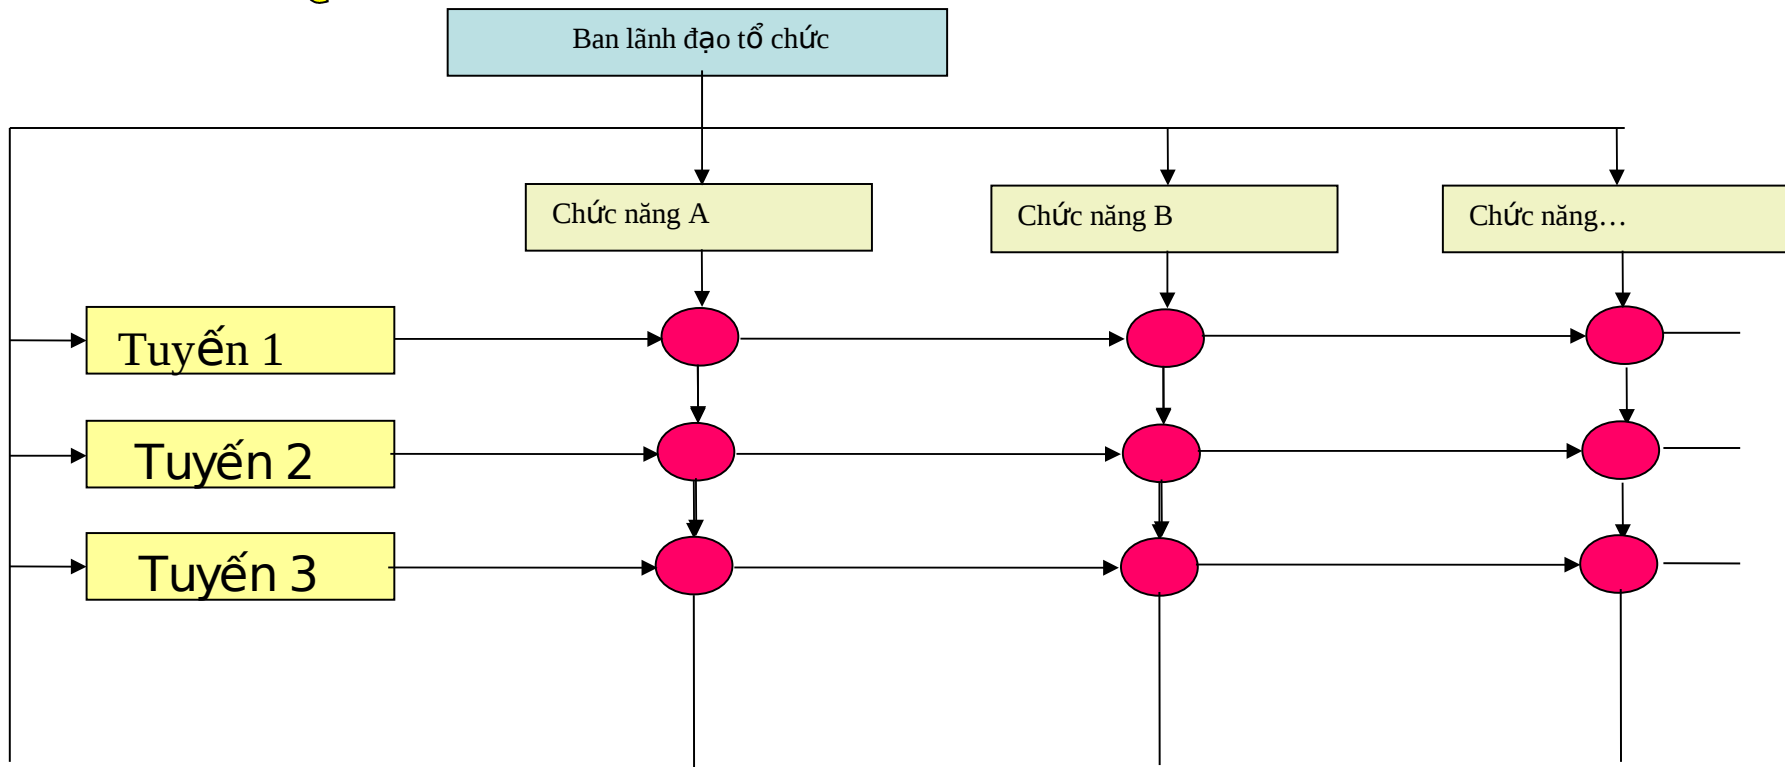 Ban lãnh đạo tổ chức
Chức năng A
Chức năng B
Chức năng…
Tuyến 1
Tuyến 2
Tuyến 3